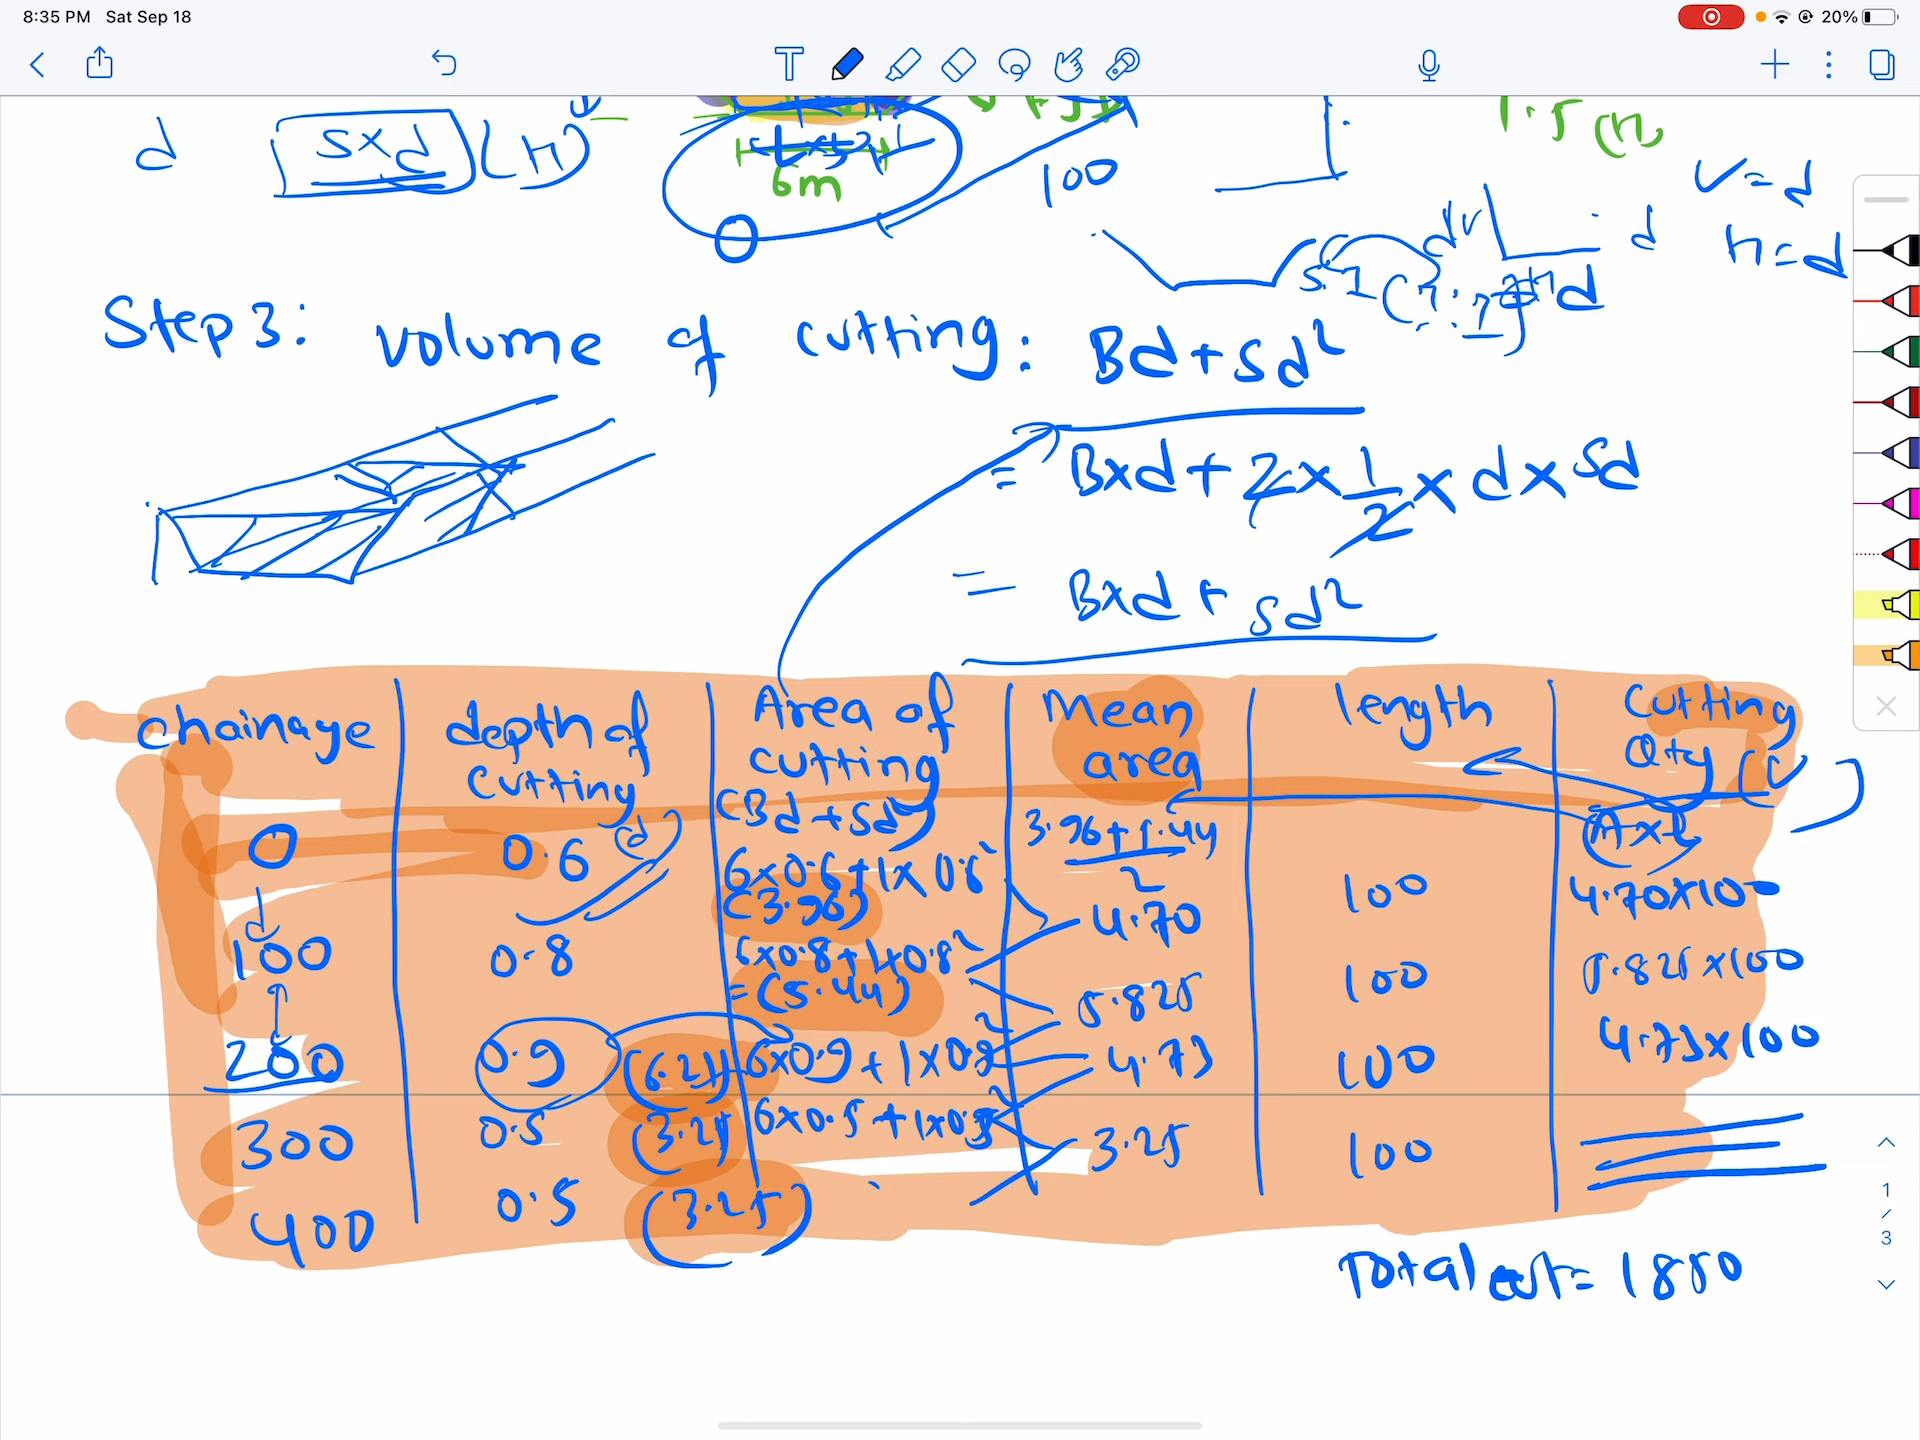 8:35 PM Sat Sep 18
20%
d
S×d (H)
6m
100
1.5 (H)
V=d
H=d
d
Step 3: Volume of cutting: Bd+Sd²
= B×d+2×1/2×d×Sd
= B×d+Sd²
chainage
depth of cutting (d)
Area of cutting (Bd+Sd²)
Mean area
length
Cutting Qty (V)
(A×L)
0
0.6
6×0.6+1×0.6²
(3.96)
3.96+5.44
2
4.70
100
4.70×100
100
0.8
6×0.8+1×0.8²
=(5.44)
5.825
100
5.825×100
200
0.9
(6.21)
6×0.9+1×0.9²
4.73
100
4.73×100
300
0.5
(3.25)
6×0.5+1×0.5²
3.25
100
400
0.5
(3.25)
Total = 1850
1
/
3